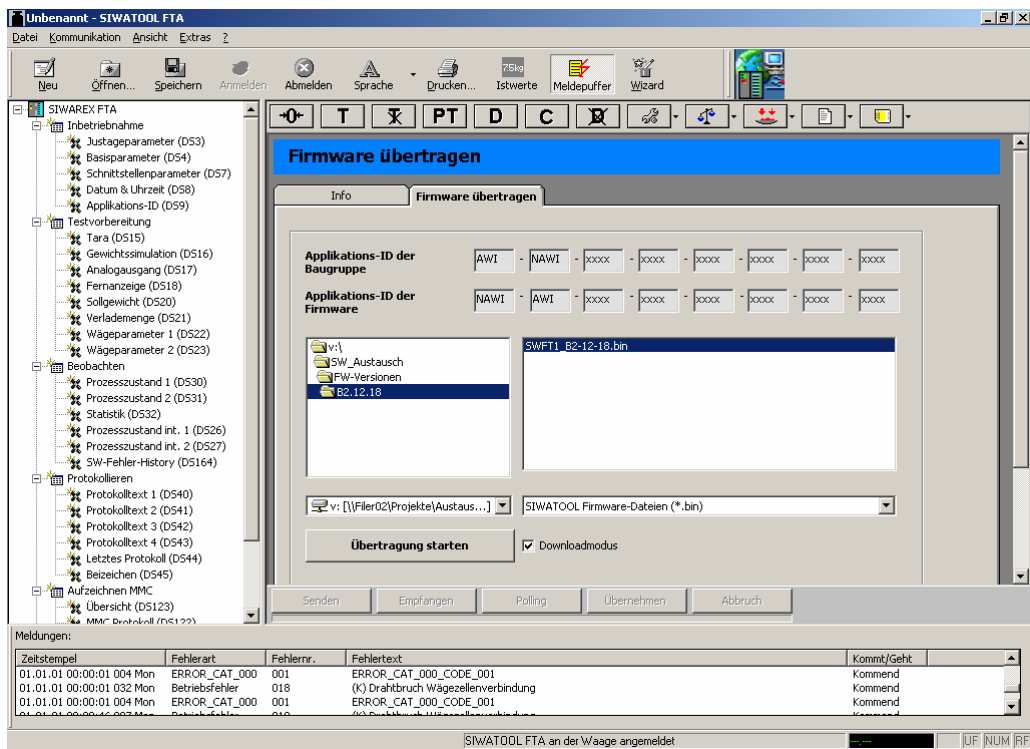 Unbenannt - SIWATOOL FTA
Datei Kommunikation Ansicht Extras ?
Neu Öffnen... Speichern Anmelden Abmelden Sprache Drucken... Istwerte Meldepuffer Wizard
7.5kg
SIWAREX FTA
Inbetriebnahme
Justageparameter (DS3)
Basisparameter (DS4)
Schnittstellenparameter (DS7)
Datum & Uhrzeit (DS8)
Applikations-ID (DS9)
Testvorbereitung
Tara (DS15)
Gewichtssimulation (DS16)
Analogausgang (DS17)
Fernanzeige (DS18)
Sollgewicht (DS20)
Verlademenge (DS21)
Wägeparameter 1 (DS22)
Wägeparameter 2 (DS23)
Beobachten
Prozesszustand 1 (DS30)
Prozesszustand 2 (DS31)
Statistik (DS32)
Prozesszustand int. 1 (DS26)
Prozesszustand int. 2 (DS27)
SW-Fehler-History (DS164)
Protokollieren
Protokolltext 1 (DS40)
Protokolltext 2 (DS41)
Protokolltext 3 (DS42)
Protokolltext 4 (DS43)
Letztes Protokoll (DS44)
Beizeichen (DS45)
Aufzeichnen MMC
Übersicht (DS123)
MMC Protokoll (DS122)
→0← T T PT D C D
Firmware übertragen
Info Firmware übertragen
Applikations-ID der Baugruppe
AWI - NAWI - xxxx - xxxx - xxxx - xxxx - xxxx - xxxx
Applikations-ID der Firmware
NAWI - AWI - xxxx - xxxx - xxxx - xxxx - xxxx - xxxx
v:\
SW_Austausch
FW-Versionen
B2.12.18
SWFT1_B2-12-18.bin
v: [\\Filer02\Projekte\Austaus...]
SIWATOOL Firmware-Dateien (*.bin)
Übertragung starten
Downloadmodus
Senden Empfangen Polling Übernehmen Abbruch
Meldungen:
Zeitstempel Fehlerart Fehlernr. Fehlertext Kommt/Geht
01.01.01 00:00:01 004 Mon ERROR_CAT_000 001 ERROR_CAT_000_CODE_001 Kommend
01.01.01 00:00:01 032 Mon Betriebsfehler 018 (K) Drahtbruch Wägezellenverbindung Kommend
01.01.01 00:00:01 004 Mon ERROR_CAT_000 001 ERROR_CAT_000_CODE_001 Kommend
SIWATOOL FTA an der Waage angemeldet
UF NUM RF